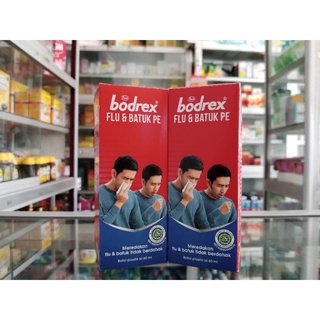 bodrex
FLU & BATUK PE
Meredakan
flu & batuk tidak berdahak
bodrex
FLU & BATUK PE
Meredakan
flu & batuk tidak berdahak